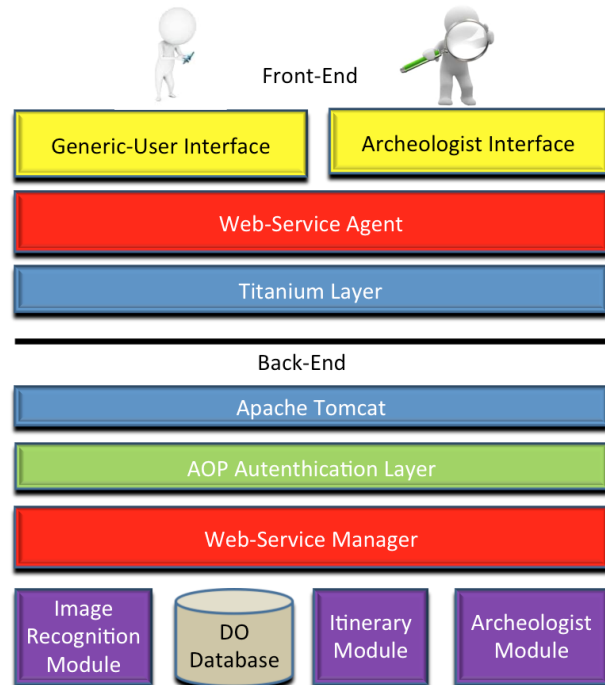 Front-End
Generic-User Interface
Archeologist Interface
Web-Service Agent
Titanium Layer
Back-End
Apache Tomcat
AOP Autenthication Layer
Web-Service Manager
Image
Recognition
Module
DO
Database
Itinerary
Module
Archeologist
Module